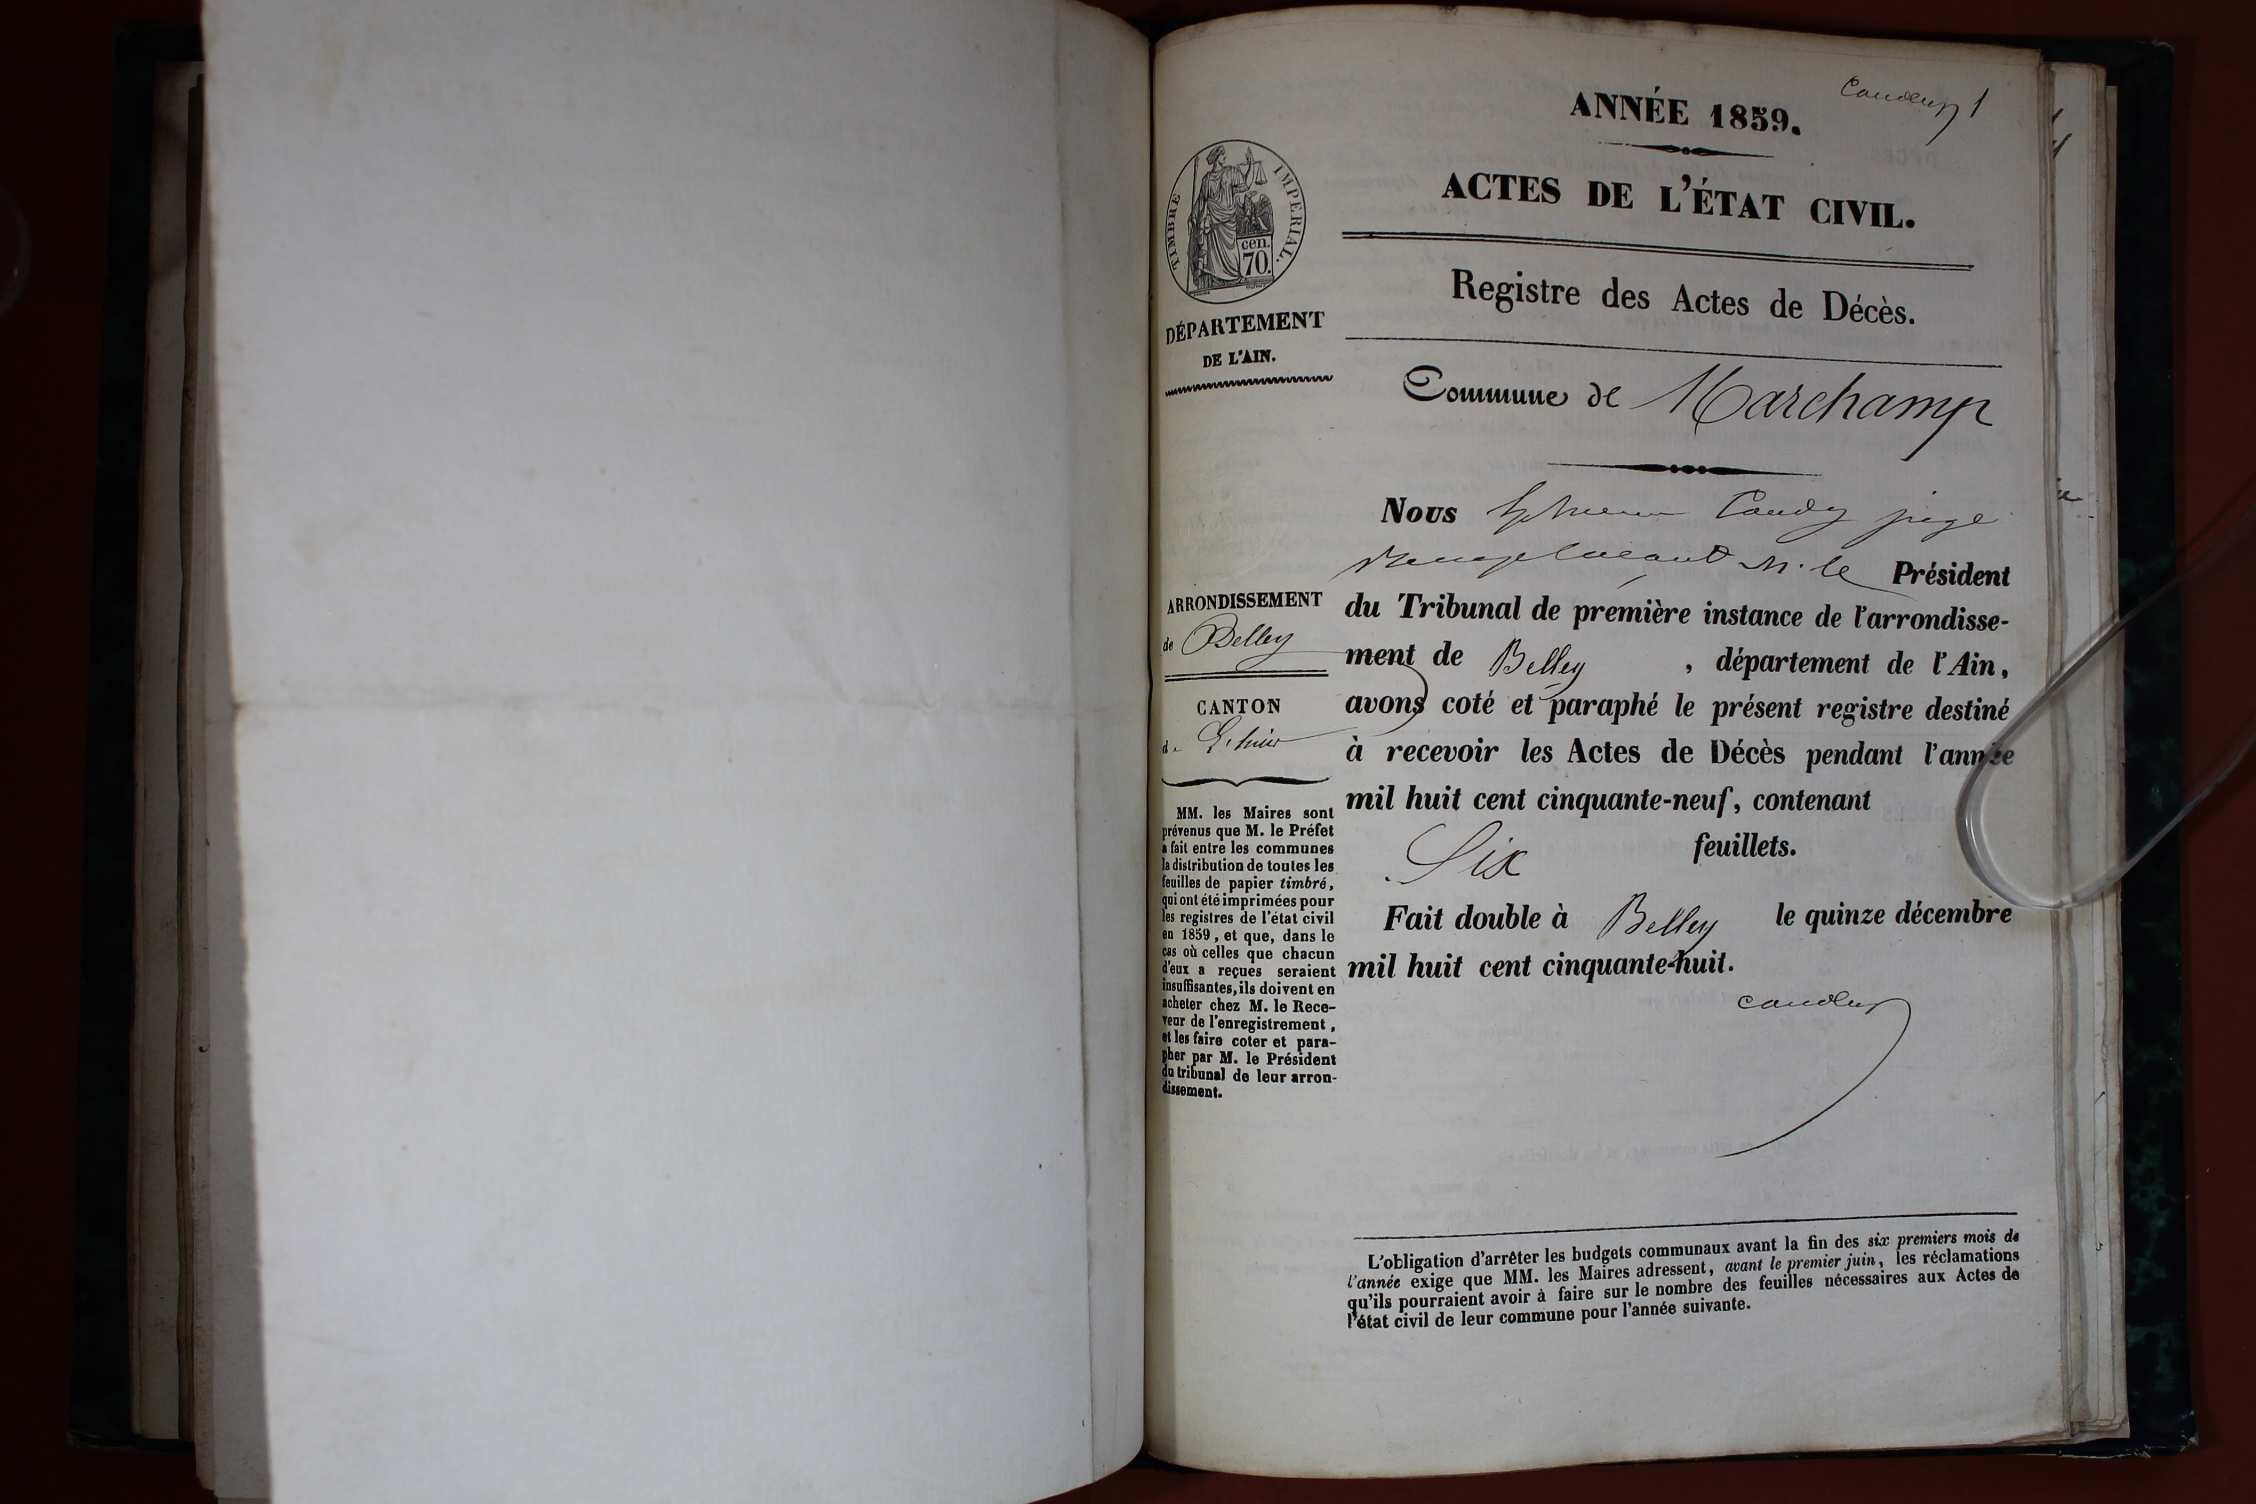 Caudy 1
ANNÉE 1859.
ACTES DE L'ÉTAT CIVIL.
Registre des Actes de Décès.
Commune de Marchamp
TIMBRE IMPERIAL.
cen.
70.
DÉPARTEMENT
DE L'AIN.
ARRONDISSEMENT
de Belley
CANTON
de
MM. les Maires sont
prévenus que M. le Préfet
a fait entre les communes
la distribution de toutes les
feuilles de papier timbré,
qui ont été imprimées pour
les registres de l'état civil
en 1859, et que, dans le
cas où celles que chacun
d'eux a reçues seraient
insuffisantes, ils doivent en
acheter chez M. le Rece-
veur de l'enregistrement,
et les faire coter et para-
pher par M. le Président
du tribunal de leur arron-
dissement.
Nous Caudy juge
remplaçant M. le Président
du Tribunal de première instance de l'arrondisse-
ment de Belley , département de l'Ain,
avons coté et paraphé le présent registre destiné
à recevoir les Actes de Décès pendant l'année
mil huit cent cinquante-neuf, contenant
Six feuillets.
Fait double à Belley le quinze décembre
mil huit cent cinquante-huit.
Caudy
L'obligation d'arrêter les budgets communaux avant la fin des six premiers mois de
l'année exige que MM. les Maires adressent, avant le premier juin, les réclamations
qu'ils pourraient avoir à faire sur le nombre des feuilles nécessaires aux Actes de
l'état civil de leur commune pour l'année suivante.